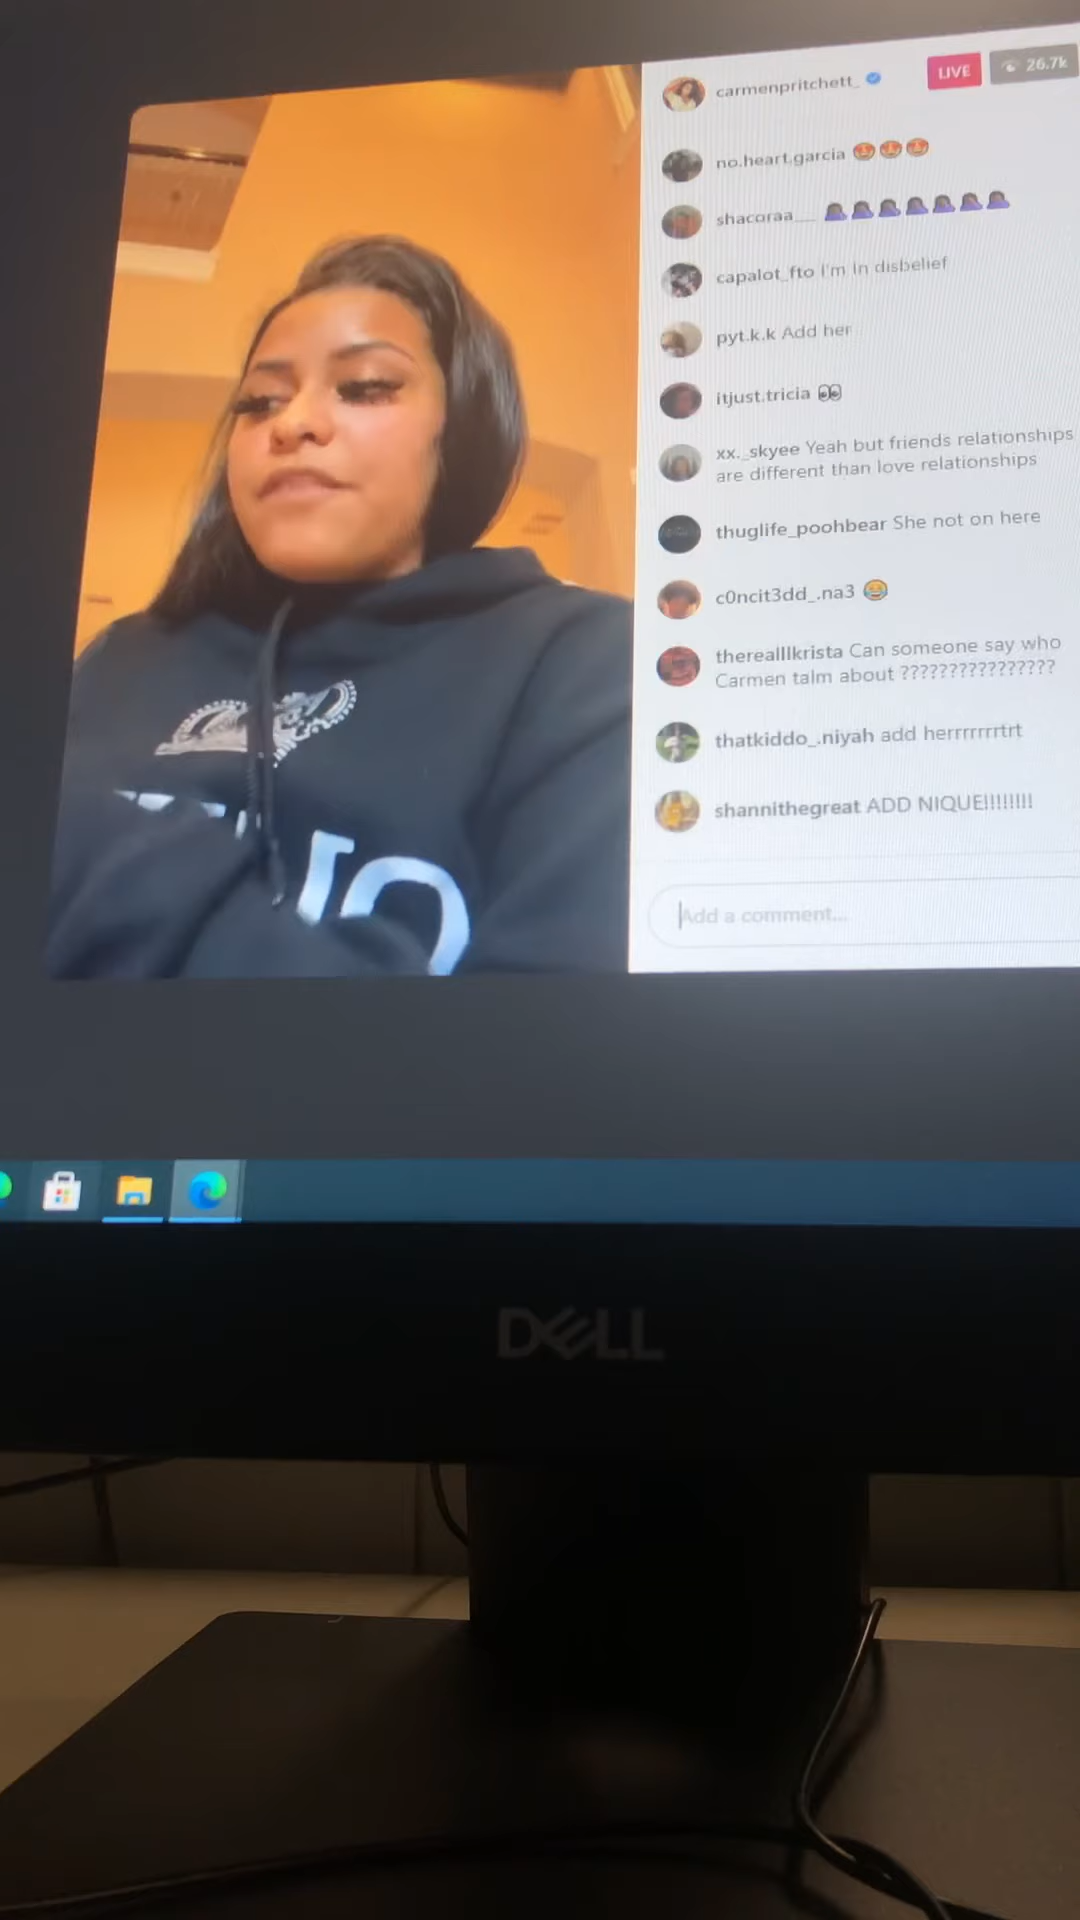 carmenpritchett_
LIVE
26.7k
no.heart.garcia
shacoraa__
capalot_fto I'm in disbelief
pyt.k.k Add her
itjust.tricia
xx._skyee Yeah but friends relationships
are different than love relationships
thuglife_poohbear She not on here
c0ncit3dd_.na3
therealllkrista Can someone say who
Carmen talm about ????????????????
thatkiddo_.niyah add herrrrrrrtrt
shannithegreat ADD NIQUE!!!!!!!!
Add a comment...
DELL